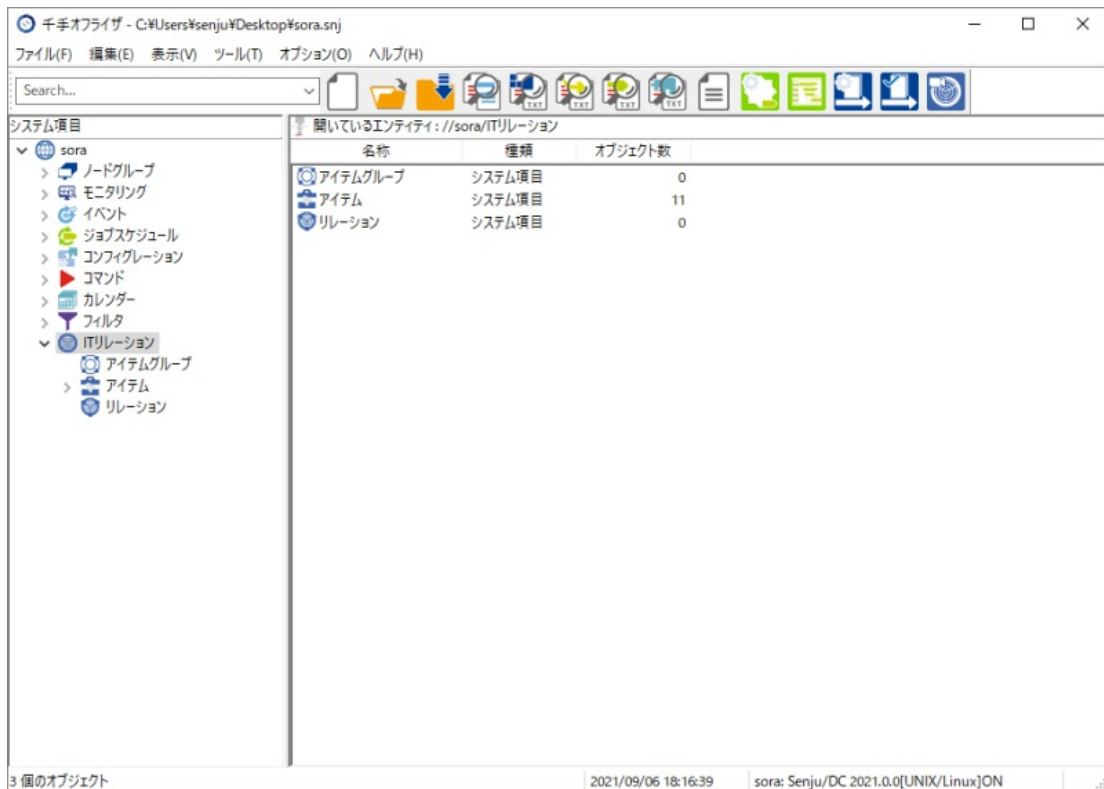 千手オフライザ - C:¥Users¥senju¥Desktop¥sora.snj
ファイル(F) 編集(E) 表示(V) ツール(T) オプション(O) ヘルプ(H)
Search...
TXT TXT TXT TXT
システム項目
開いているエンティティ : //sora/ITリレーション
sora
ノードグループ
モニタリング
イベント
ジョブスケジュール
コンフィグレーション
コマンド
カレンダー
フィルタ
ITリレーション
アイテムグループ
アイテム
リレーション
名称 種類 オブジェクト数
アイテムグループ システム項目 0
アイテム システム項目 11
リレーション システム項目 0
3 個のオブジェクト
2021/09/06 18:16:39
sora: Senju/DC 2021.0.0[UNIX/Linux]ON